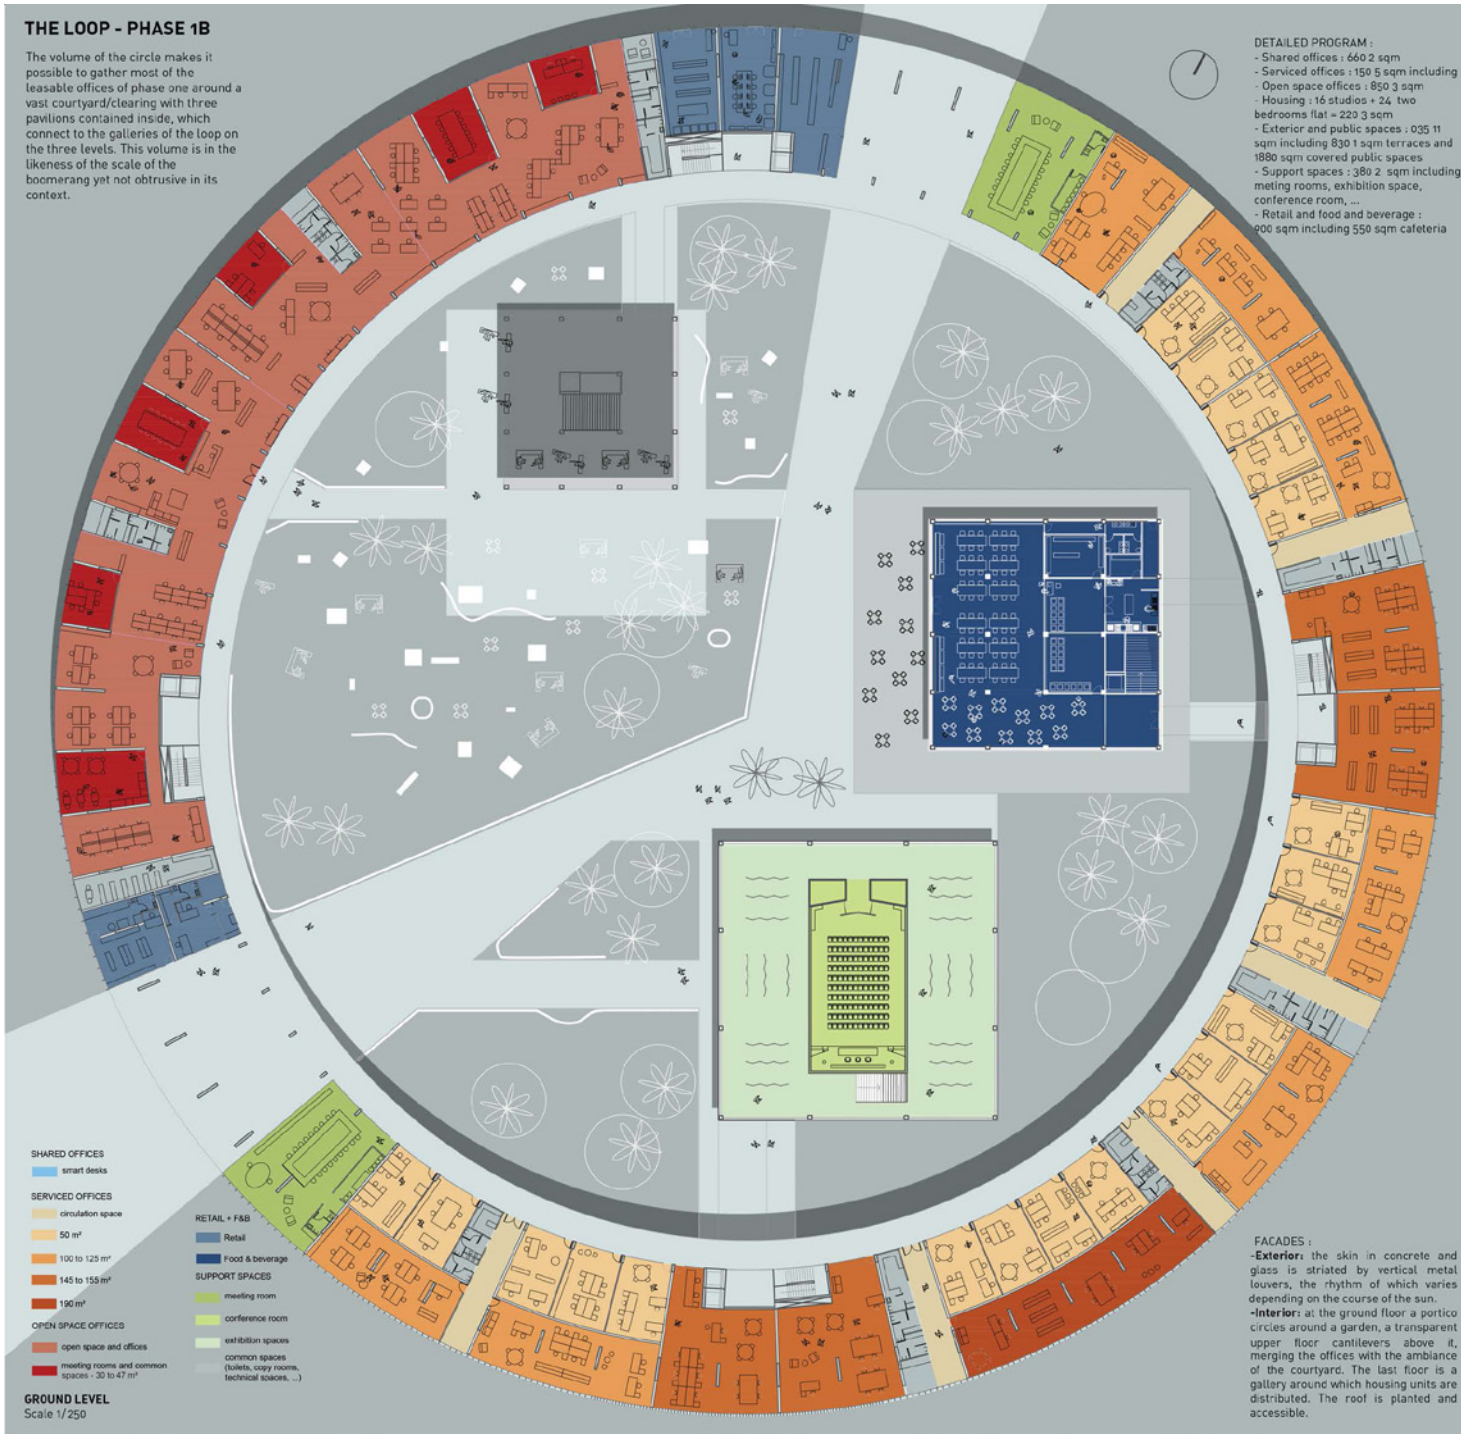 THE LOOP - PHASE 1B
The volume of the circle makes it
possible to gather most of the
leasable offices of phase one around a
vast courtyard/clearing with three
pavilions contained inside, which
connect to the galleries of the loop on
the three levels. This volume is in the
likeness of the scale of the
boomerang yet not obtrusive in its
context.
DETAILED PROGRAM :
- Shared offices : 660 2 sqm
- Serviced offices : 150 5 sqm including
- Open space offices : 850 3 sqm
- Housing : 16 studios + 24 two
bedrooms flat = 220 3 sqm
- Exterior and public spaces : 035 11
sqm including 830 1 sqm terraces and
1880 sqm covered public spaces
- Support spaces : 380 2 sqm including
meting rooms, exhibition space,
conference room, ...
- Retail and food and beverage :
900 sqm including 550 sqm cafeteria
SHARED OFFICES
smart desks
SERVICED OFFICES
circulation space
50 m²
100 to 125 m²
145 to 155 m²
190 m²
OPEN SPACE OFFICES
open space and offices
meeting rooms and common
spaces - 30 to 47 m²
RETAIL + F&B
Retail
Food & beverage
SUPPORT SPACES
meeting room
conference room
exhibition spaces
common spaces
(toilets, copy rooms,
technical spaces, ...)
GROUND LEVEL
Scale 1/250
FACADES :
-Exterior: the skin in concrete and
glass is striated by vertical metal
louvers, the rhythm of which varies
depending on the course of the sun.
-Interior: at the ground floor a portico
circles around a garden, a transparent
upper floor cantilevers above it,
merging the offices with the ambiance
of the courtyard. The last floor is a
gallery around which housing units are
distributed. The roof is planted and
accessible.